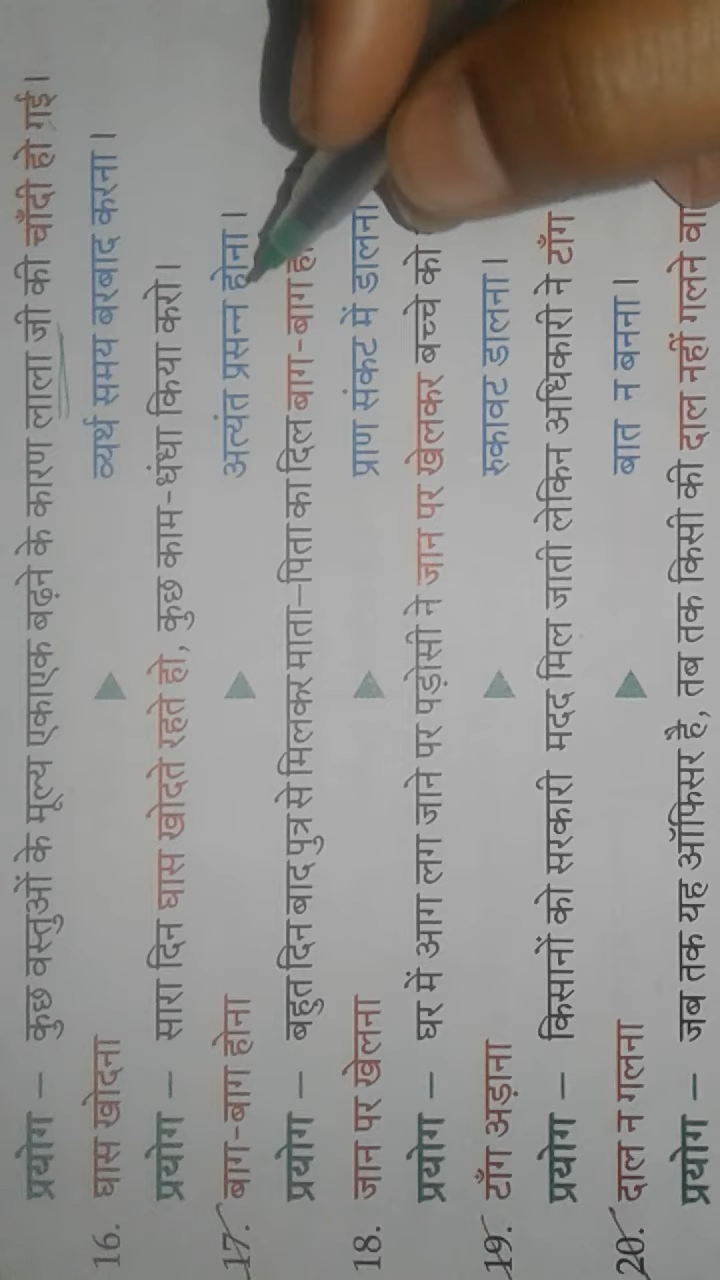 प्रयोग – कुछ वस्तुओं के मूल्य एकाएक बढ़ने के कारण लाला जी की चाँदी हो गई।
16. घास खोदना ▶ व्यर्थ समय बरबाद करना।
प्रयोग – सारा दिन घास खोदते रहते हो, कुछ काम-धंधा किया करो।
17. बाग-बाग होना ▶ अत्यंत प्रसन्न होना।
प्रयोग – बहुत दिन बाद पुत्र से मिलकर माता-पिता का दिल बाग-बाग
18. जान पर खेलना ▶ प्राण संकट में डालना
प्रयोग – घर में आग लग जाने पर पड़ोसी ने जान पर खेलकर बच्चे को
19. टाँग अड़ाना ▶ रुकावट डालना।
प्रयोग – किसानों को सरकारी मदद मिल जाती लेकिन अधिकारी ने टाँग
20. दाल न गलना ▶ बात न बनना।
प्रयोग – जब तक यह ऑफिसर है, तब तक किसी की दाल नहीं गलने वा